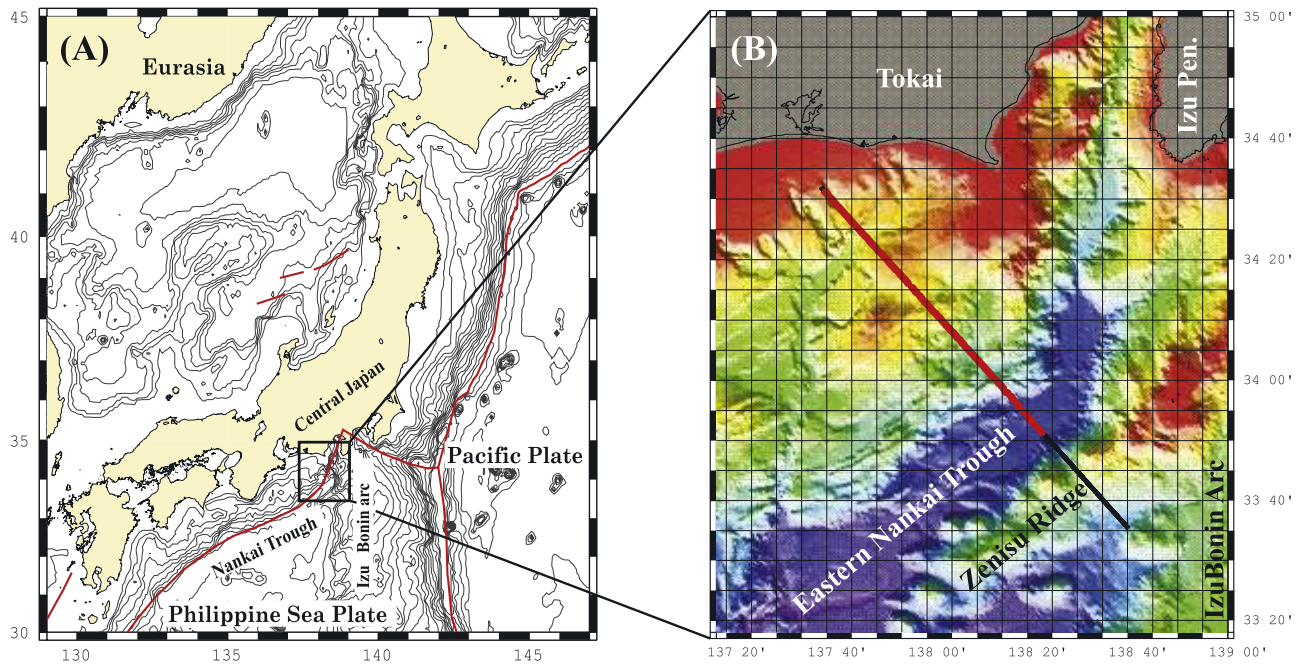 (A)
Eurasia
Central Japan
Pacific Plate
Nankai Trough
Izu Bonin arc
Philippine Sea Plate
45
40
35
30
130
135
140
145
(B)
Tokai
Izu Pen.
Eastern Nankai Trough
Zenisu Ridge
IzuBonin Arc
35 00'
34 40'
34 20'
34 00'
33 40'
33 20'
137 20'
137 40'
138 00'
138 20'
138 40'
139 00'